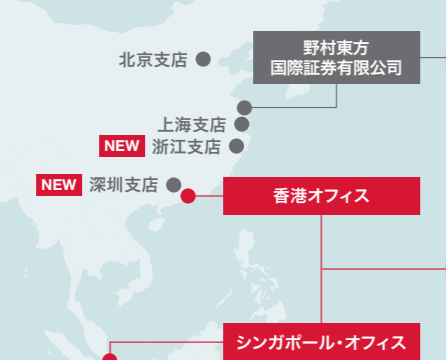 北京支店
野村東方
国際証券有限公司
上海支店
NEW 浙江支店
NEW 深圳支店
香港オフィス
シンガポール・オフィス